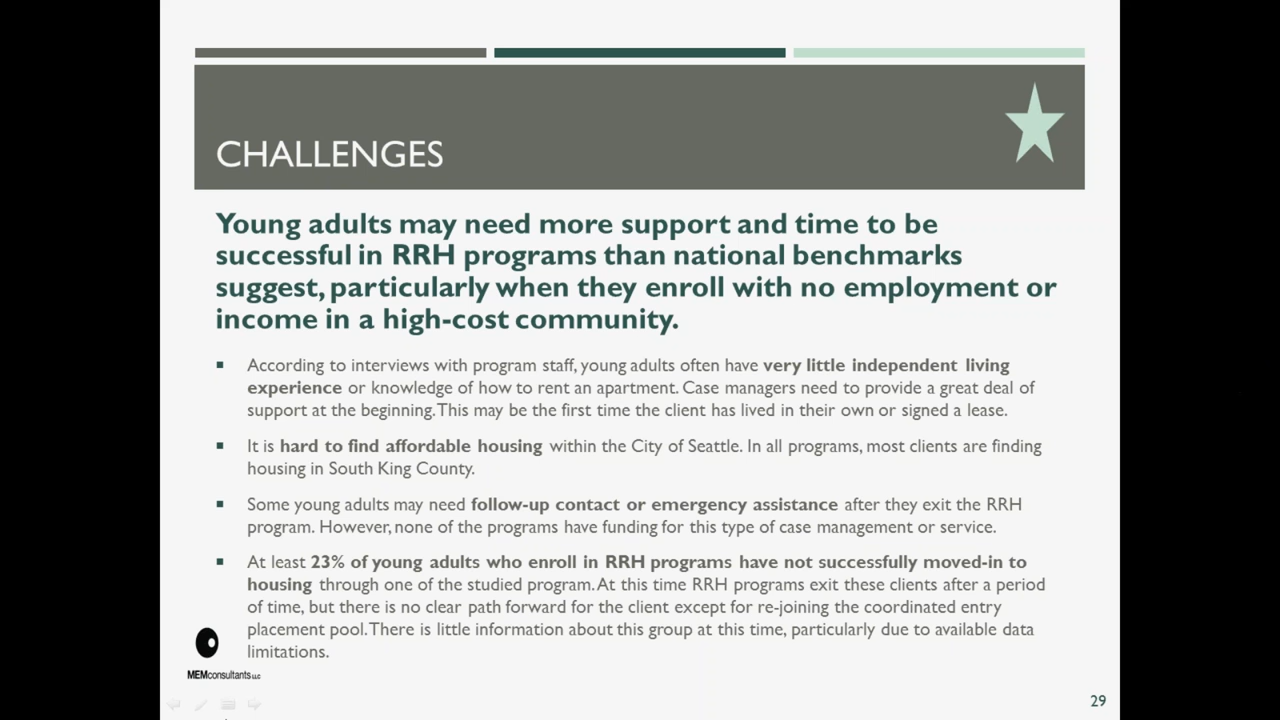 CHALLENGES
Young adults may need more support and time to be
successful in RRH programs than national benchmarks
suggest, particularly when they enroll with no employment or
income in a high-cost community.
▪ According to interviews with program staff, young adults often have very little independent living
experience or knowledge of how to rent an apartment. Case managers need to provide a great deal of
support at the beginning. This may be the first time the client has lived in their own or signed a lease.
▪ It is hard to find affordable housing within the City of Seattle. In all programs, most clients are finding
housing in South King County.
▪ Some young adults may need follow-up contact or emergency assistance after they exit the RRH
program. However, none of the programs have funding for this type of case management or service.
▪ At least 23% of young adults who enroll in RRH programs have not successfully moved-in to
housing through one of the studied program. At this time RRH programs exit these clients after a period
of time, but there is no clear path forward for the client except for re-joining the coordinated entry
placement pool. There is little information about this group at this time, particularly due to available data
limitations.
MEMconsultants LLC
29